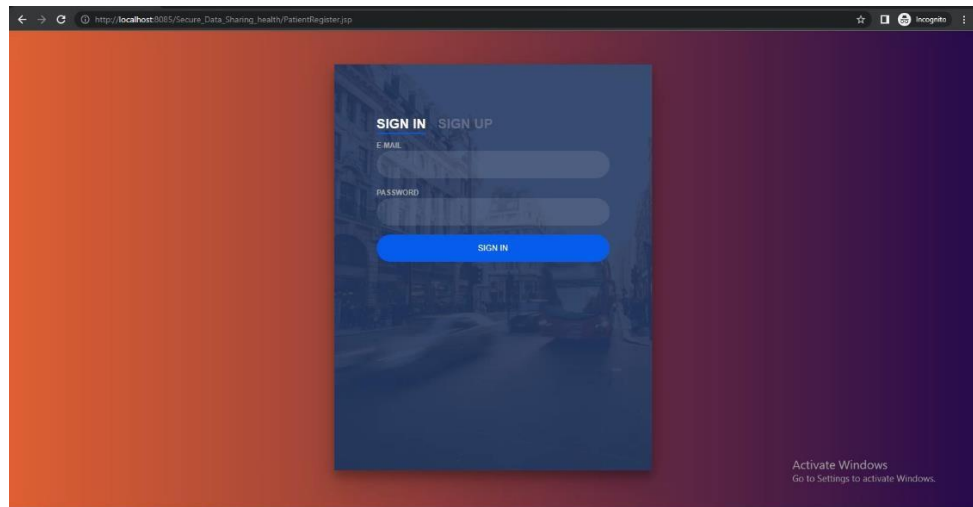 http://localhost:8085/Secure_Data_Sharing_health/PatientRegister.jsp
Incognito
SIGN IN SIGN UP
E-MAIL
PASSWORD
SIGN IN
Activate Windows
Go to Settings to activate Windows.